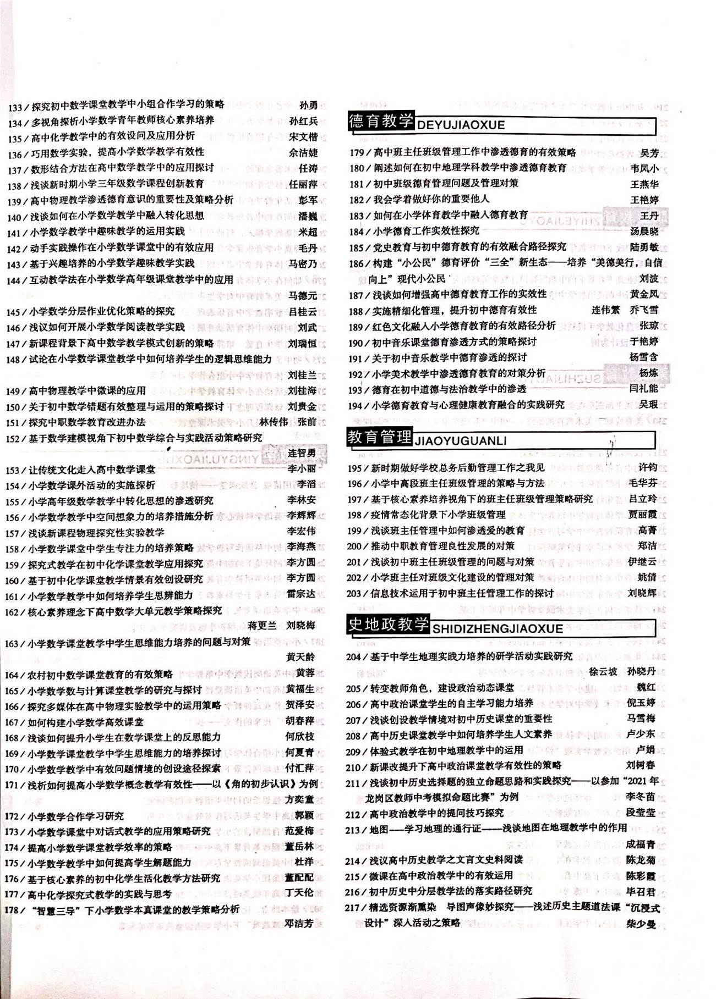 133/探究初中数学课堂教学中小组合作学习的策略 孙勇
134/多视角探析小学数学青年教师核心素养培养 孙红兵
135/高中化学教学中的有效设问及应用分析 宋文楷
136/巧用数学实验，提高小学数学教学有效性 佘洁婕
137/数形结合方法在高中数学教学中的应用探讨 任涛
138/浅谈新时期小学三年级数学课程创新教育 任丽萍
139/高中物理教学渗透德育意识的重要性及策略分析 彭军
140/浅谈如何在小学数学教学中融入转化思想 潘巍
141/小学数学教学中趣味教学的运用实践 米超
142/动手实践操作在小学数学课堂中的有效应用 毛丹
143/基于兴趣培养的小学数学趣味教学实践 马密乃
144/互动教学法在小学数学高年级课堂教学中的应用
马德元
145/小学数学分层作业优化策略的探究 吕桂云
146/浅议如何开展小学数学阅读教学实践 刘武
147/新课程背景下高中数学教学模式创新的策略 刘瑞恒
148/试论在小学数学课堂教学中如何培养学生的逻辑思维能力
刘桂兰
149/高中物理教学中微课的应用 刘桂海
150/关于初中数学错题有效整理与运用的策略探讨 刘贵金
151/探究中职数学教育改进办法 林传伟 张前
152/基于数学建模视角下初中数学综合与实践活动策略研究
连智勇
153/让传统文化走入高中数学课堂 李小丽
154/小学数学课外活动的实施探析 李滔
155/小学高年级数学教学中转化思想的渗透研究 李林安
156/小学数学教学中空间想象力的培养措施分析 李辉辉
157/浅谈新课程物理探究性实验教学 李宏伟
158/小学数学课堂中学生专注力的培养策略 李海燕
159/探究式教学在初中化学课堂教学应用探究 李方圆
160/基于初中化学课堂教学情景有效创设研究 李方圆
161/小学数学教学中如何培养学生思辨能力 雷宗达
162/核心素养理念下高中数学大单元教学策略探究
蒋更兰 刘晓梅
163/小学数学课堂教学中学生思维能力培养的问题与对策
黄天龄
164/农村初中数学课堂教育的有效策略 黄蓉
165/小学数学数与计算课堂教学的研究与探讨 黄福生
166/探究多媒体在高中物理实验教学中的运用策略 贺泽安
167/如何构建小学数学高效课堂 胡春萍
168/浅谈如何提升小学生在数学课堂上的反思能力 何欣枝
169/小学数学课堂教学中学生思维能力的培养探讨 何夏青
170/小学数学教学中有效问题情境的创设途径探索 付汇萍
171/浅析如何提高小学数学概念教学有效性——以《角的初步认识》为例
方奕童
172/小学数学合作学习研究 郭颖
173/小学数学课堂中对话式教学的应用策略研究 范爱梅
174/提高小学数学课堂教学效率的策略 董岳林
175/小学数学教学中如何提高学生解题能力 杜洋
176/基于核心素养的初中化学生活化教学方法研究 董配配
177/高中化学探究式教学的实践与思考 丁天伦
178/“智慧三导”下小学数学本真课堂的教学策略分析
邓洁芳
德育教学 DEYUJIAOXUE
179/高中班主任班级管理工作中渗透德育的有效策略 吴芳
180/阐述如何在初中地理学科教学中渗透德育教育 韦凤小
181/初中班级德育管理问题及管理对策 王燕华
182/我会学着做好你的重要他人 王艳婷
183/如何在小学体育教学中融入德育教育 王丹
184/小学德育工作实效性探究 汤晨晓
185/党史教育与初中德育教育的有效融合路径探究 陆勇敏
186/构建“小公民”德育评价“三全”新生态——培养“美德美行，自信
向上”现代小公民 刘波
187/浅谈如何增强高中德育教育工作的实效性 黄金凤
188/实施精细化管理，提升初中德育有效性 连伟繁 乔飞雪
189/红色文化融入小学德育教育的有效路径分析 张琼
190/初中音乐课堂德育渗透方式的策略探讨 于艳婷
191/关于初中音乐教学中德育渗透的探讨 杨雪含
192/小学美术教学中渗透德育教育的对策分析 杨炼
193/德育在初中道德与法治教学中的渗透 闫礼能
194/小学德育教育与心理健康教育融合的实践研究 吴瑕
教育管理 JIAOYUGUANLI
195/新时期做好学校总务后勤管理工作之我见 许钧
196/小学中高段班主任班级管理的策略与方法 毛华芬
197/基于核心素养培养视角下的班主任班级管理策略研究 吕立玲
198/疫情常态化背景下小学班级管理 贾丽霞
199/浅谈班主任管理中如何渗透爱的教育 高菁
200/推动中职教育管理良性发展的对策 郑洁
201/浅谈初中班主任班级管理的问题与对策 伊继云
202/小学班主任对班级文化建设的管理对策 姚倩
203/信息技术运用于初中班主任管理工作的探讨 刘晓辉
史地政教学 SHIDIZHENGJIAOXUE
204/基于中学生地理实践力培养的研学活动实践研究
徐云坡 孙晓丹
205/转变教师角色，建设政治动态课堂 魏红
206/高中政治课堂学生的自主学习能力培养 倪玉婷
207/浅谈创设教学情境对初中历史课堂的重要性 马雪梅
208/高中历史课堂教学中如何培养学生人文素养 卢少东
209/体验式教学在初中地理教学中的运用 卢娟
210/新课改提升下高中政治课堂教学有效性的策略 刘树春
211/浅谈初中历史选择题的独立命题思路和实践探究——以参加“2021年
龙岗区教师中考模拟命题比赛”为例 李冬苗
212/高中政治教学中的提问技巧探究 段莹莹
213/地图——学习地理的通行证——浅谈地图在地理教学中的作用
成福青
214/浅议高中历史教学之文言文史料阅读 陈龙菊
215/微课在高中政治教学中的有效运用 陈彩霞
216/初中历史中分层教学法的落实路径研究 毕召君
217/精选资源渐熏染 导图声像妙探究——浅述历史主题道法课“沉浸式
设计”深入活动之策略 柴少曼